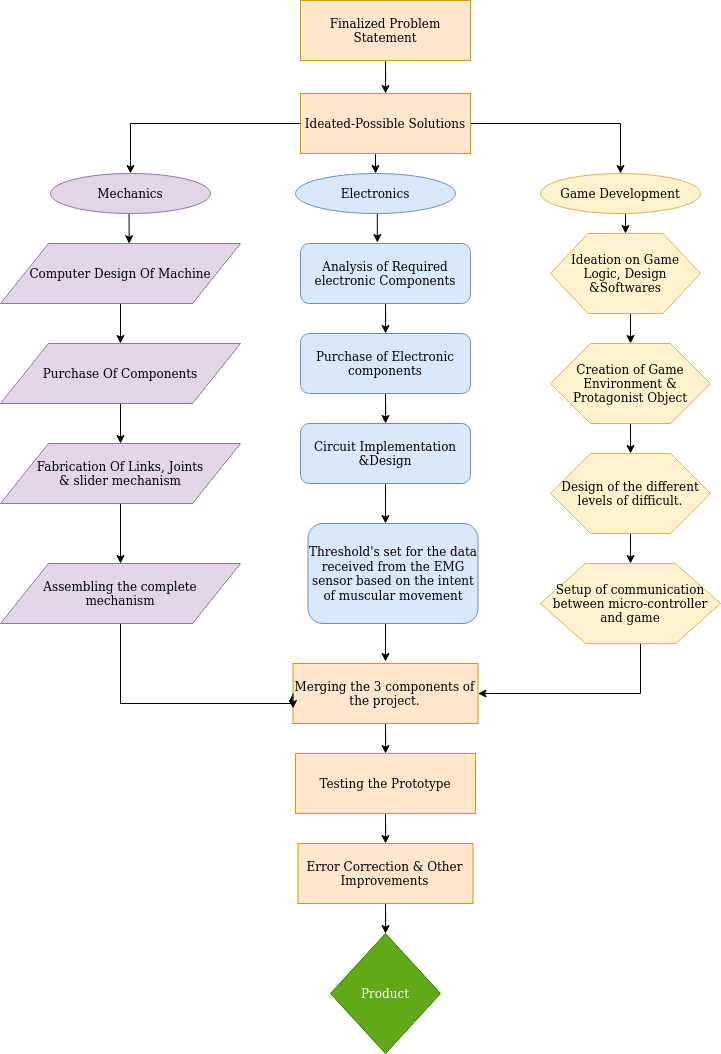 Finalized Problem
Statement
Ideated-Possible Solutions
Mechanics
Electronics
Game Development
Computer Design Of Machine
Analysis of Required
electronic Components
Ideation on Game
Logic, Design
&Softwares
Purchase Of Components
Purchase of Electronic
components
Creation of Game
Environment &
Protagonist Object
Fabrication Of Links, Joints
& slider mechanism
Circuit Implementation
&Design
Design of the different
levels of difficult.
Assembling the complete
mechanism
Threshold's set for the data
received from the EMG
sensor based on the intent
of muscular movement
Setup of communication
between micro-controller
and game
Merging the 3 components of
the project.
Testing the Prototype
Error Correction & Other
Improvements
Product